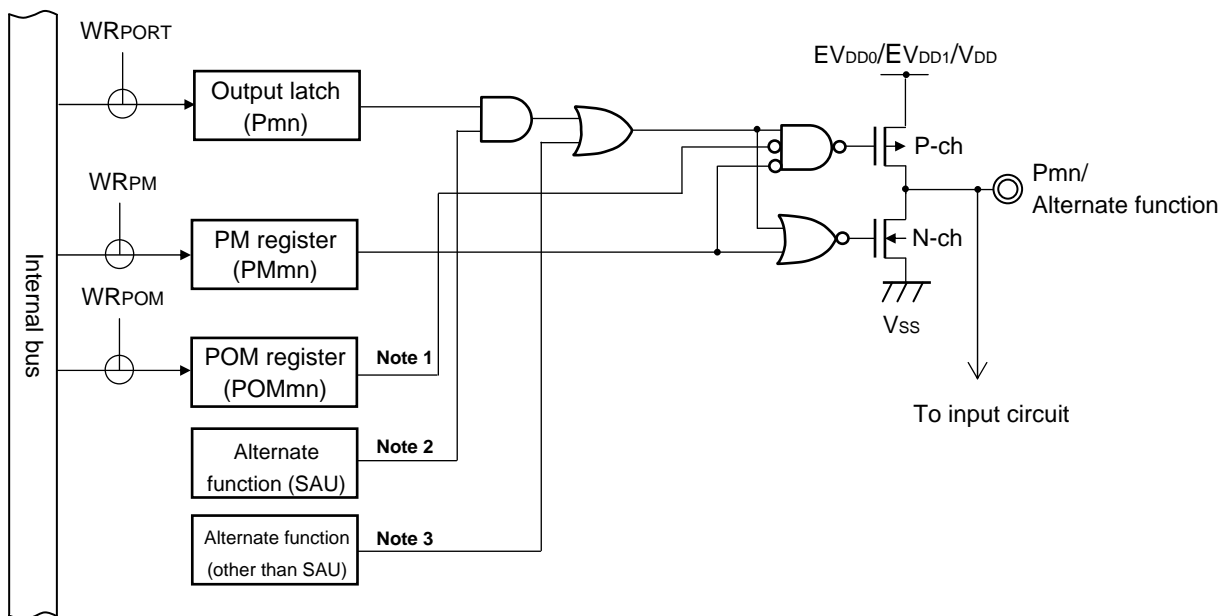 WRPORT
EVDD0/EVDD1/VDD
Output latch
(Pmn)
P-ch
Pmn/
Alternate function
WRPM
PM register
(PMmn)
N-ch
Internal bus
WRPOM
VSS
POM register
(POMmn)
Note 1
To input circuit
Alternate
function (SAU)
Note 2
Alternate function
(other than SAU)
Note 3